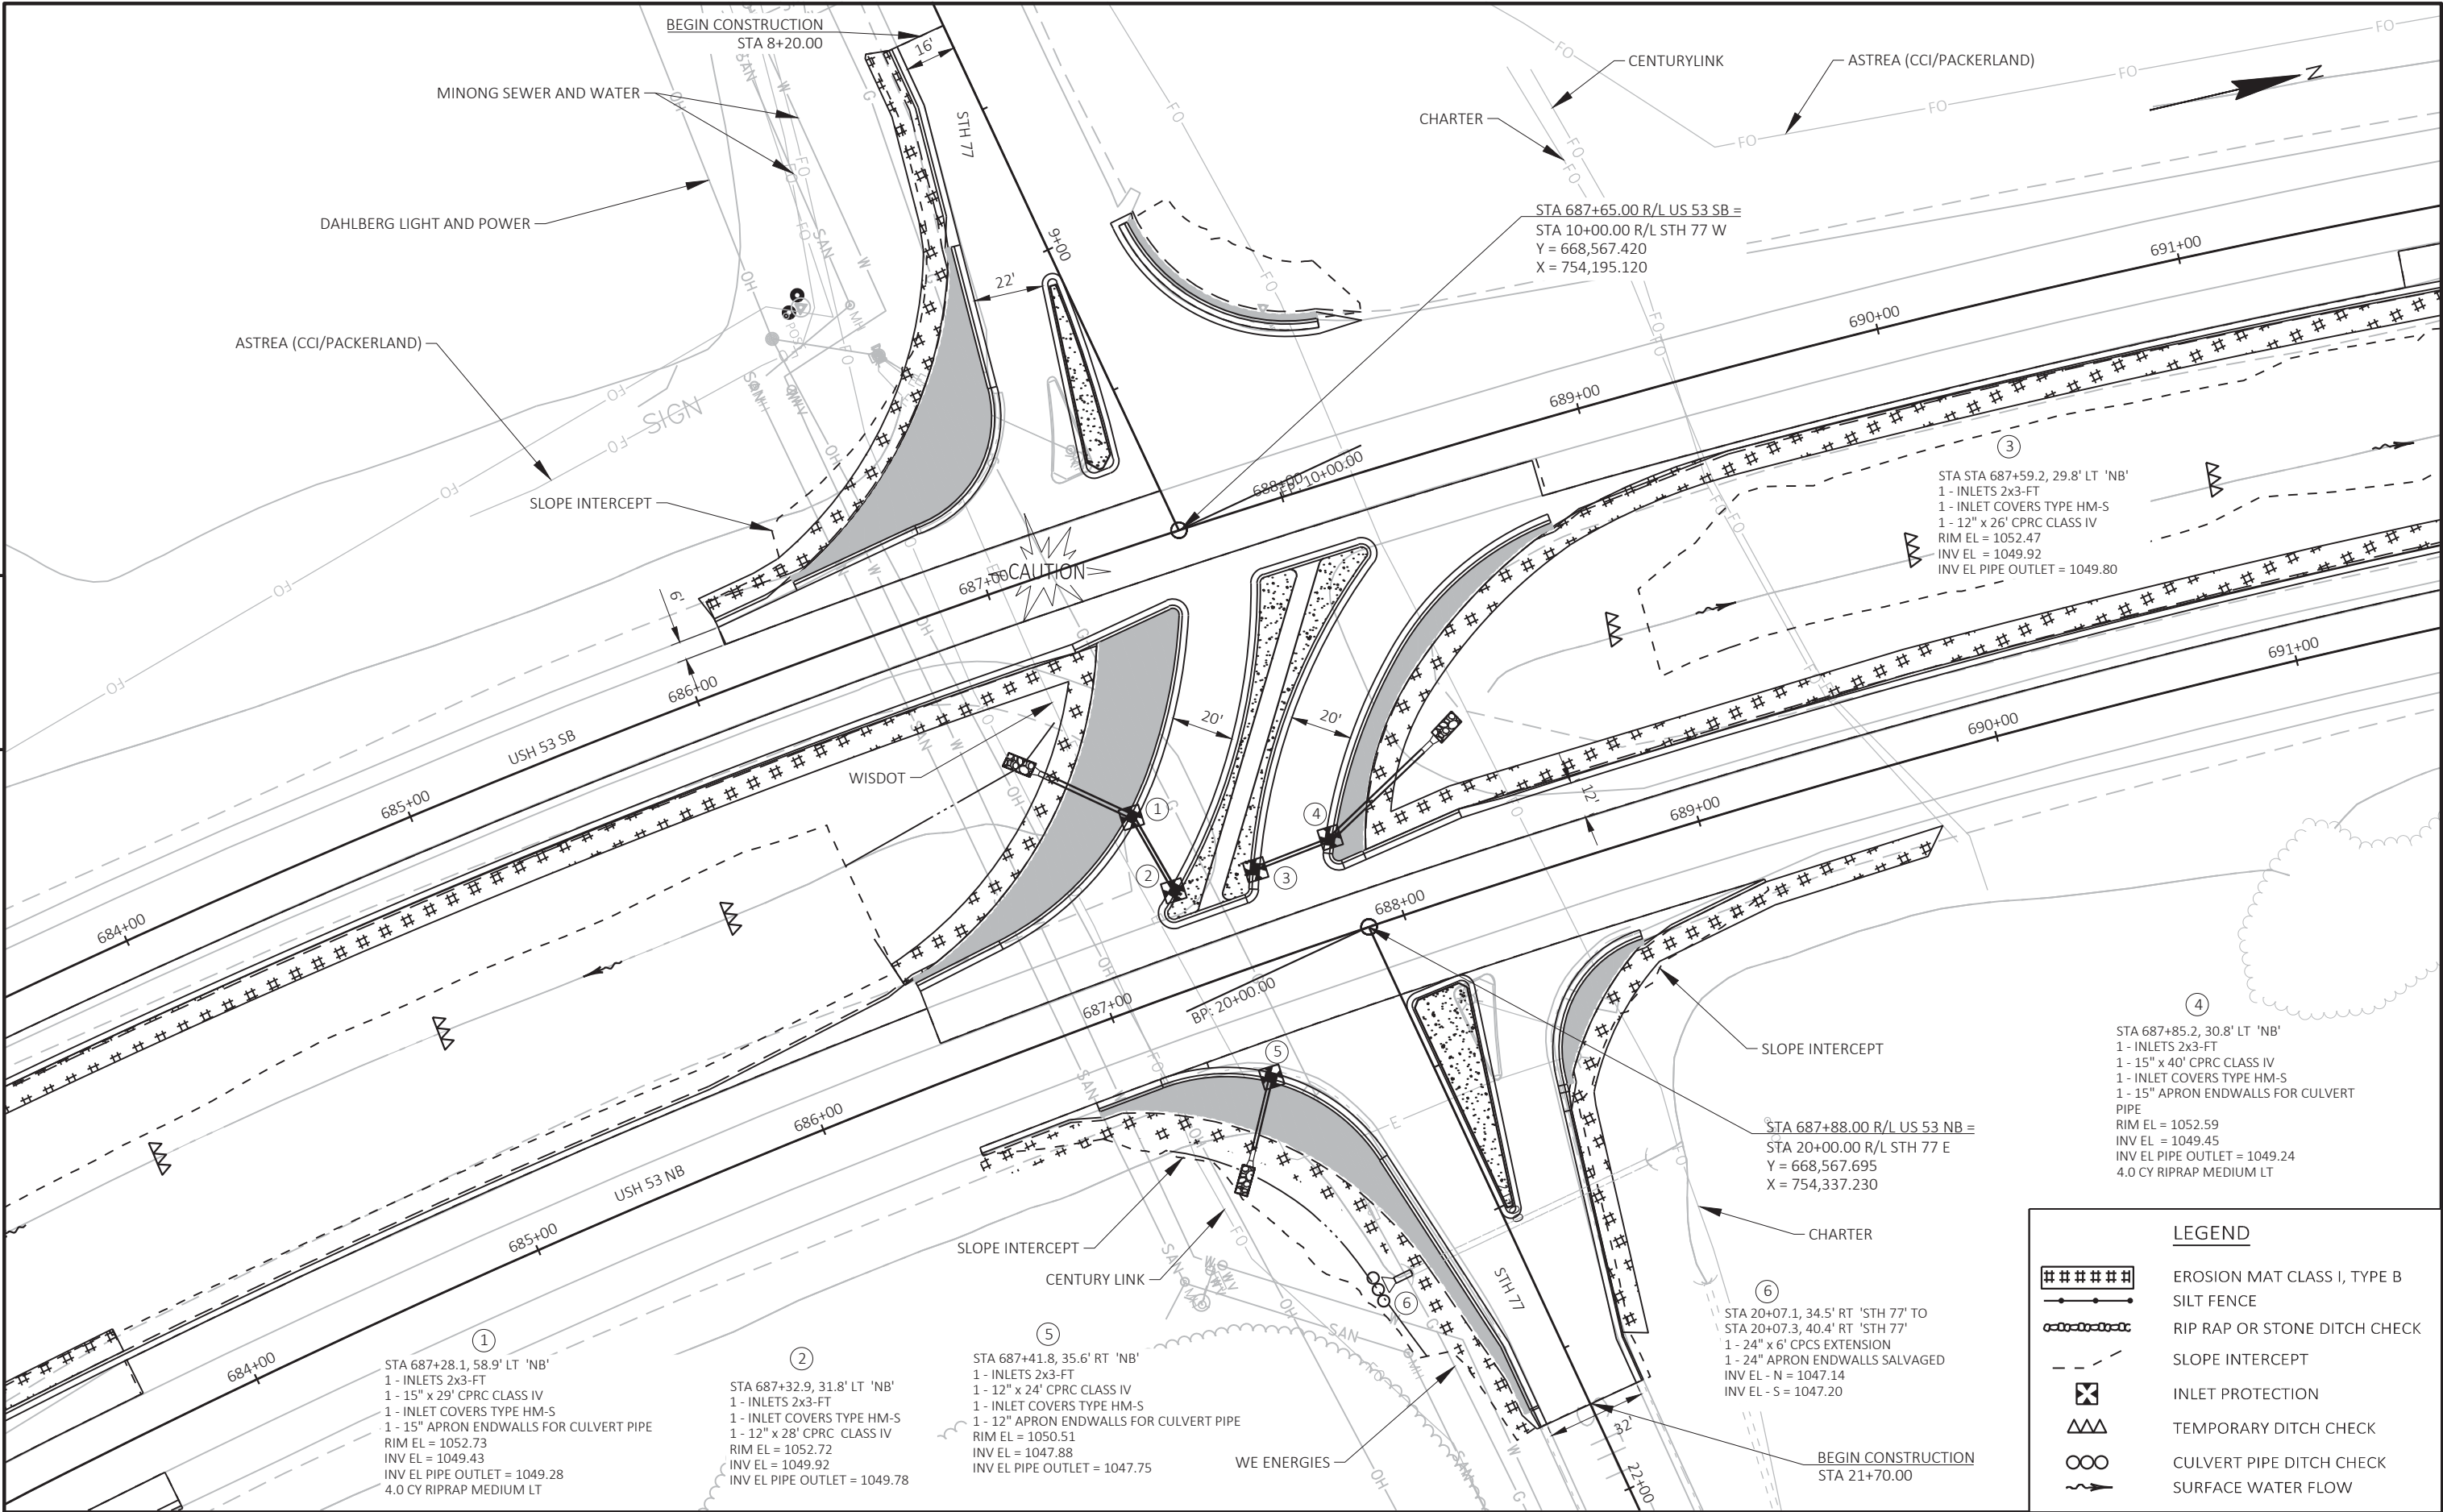 BEGIN CONSTRUCTION
STA 8+20.00
16'
MINONG SEWER AND WATER
STH 77
CENTURYLINK
ASTREA (CCI/PACKERLAND)
CHARTER
N
DAHLBERG LIGHT AND POWER
9+00
22'
STA 687+65.00 R/L US 53 SB =
STA 10+00.00 R/L STH 77 W
Y = 668,567.420
X = 754,195.120
691+00
690+00
689+00
688+00
EP: 10+00.00
ASTREA (CCI/PACKERLAND)
SIGN
SLOPE INTERCEPT
687+00
CAUTION
6'
686+00
USH 53 SB
685+00
684+00
WISDOT
20'
20'
12'
1
2
3
4
3
STA STA 687+59.2, 29.8' LT 'NB'
1 - INLETS 2x3-FT
1 - INLET COVERS TYPE HM-S
1 - 12" x 26' CPRC CLASS IV
RIM EL = 1052.47
INV EL = 1049.92
INV EL PIPE OUTLET = 1049.80
691+00
690+00
689+00
688+00
687+00
BP: 20+00.00
686+00
USH 53 NB
685+00
684+00
5
6
SLOPE INTERCEPT
4
STA 687+85.2, 30.8' LT 'NB'
1 - INLETS 2x3-FT
1 - 15" x 40' CPRC CLASS IV
1 - INLET COVERS TYPE HM-S
1 - 15" APRON ENDWALLS FOR CULVERT
PIPE
RIM EL = 1052.59
INV EL = 1049.45
INV EL PIPE OUTLET = 1049.24
4.0 CY RIPRAP MEDIUM LT
STA 687+88.00 R/L US 53 NB =
STA 20+00.00 R/L STH 77 E
Y = 668,567.695
X = 754,337.230
CHARTER
SLOPE INTERCEPT
CENTURY LINK
STH 77
6
STA 20+07.1, 34.5' RT 'STH 77' TO
STA 20+07.3, 40.4' RT 'STH 77'
1 - 24" x 6' CPCS EXTENSION
1 - 24" APRON ENDWALLS SALVAGED
INV EL - N = 1047.14
INV EL - S = 1047.20
1
STA 687+28.1, 58.9' LT 'NB'
1 - INLETS 2x3-FT
1 - 15" x 29' CPRC CLASS IV
1 - INLET COVERS TYPE HM-S
1 - 15" APRON ENDWALLS FOR CULVERT PIPE
RIM EL = 1052.73
INV EL = 1049.43
INV EL PIPE OUTLET = 1049.28
4.0 CY RIPRAP MEDIUM LT
2
STA 687+32.9, 31.8' LT 'NB'
1 - INLETS 2x3-FT
1 - INLET COVERS TYPE HM-S
1 - 12" x 28' CPRC CLASS IV
RIM EL = 1052.72
INV EL = 1049.92
INV EL PIPE OUTLET = 1049.78
5
STA 687+41.8, 35.6' RT 'NB'
1 - INLETS 2x3-FT
1 - 12" x 24' CPRC CLASS IV
1 - INLET COVERS TYPE HM-S
1 - 12" APRON ENDWALLS FOR CULVERT PIPE
RIM EL = 1050.51
INV EL = 1047.88
INV EL PIPE OUTLET = 1047.75
WE ENERGIES
32'
22+00
BEGIN CONSTRUCTION
STA 21+70.00
LEGEND
EROSION MAT CLASS I, TYPE B
SILT FENCE
RIP RAP OR STONE DITCH CHECK
SLOPE INTERCEPT
INLET PROTECTION
TEMPORARY DITCH CHECK
CULVERT PIPE DITCH CHECK
SURFACE WATER FLOW